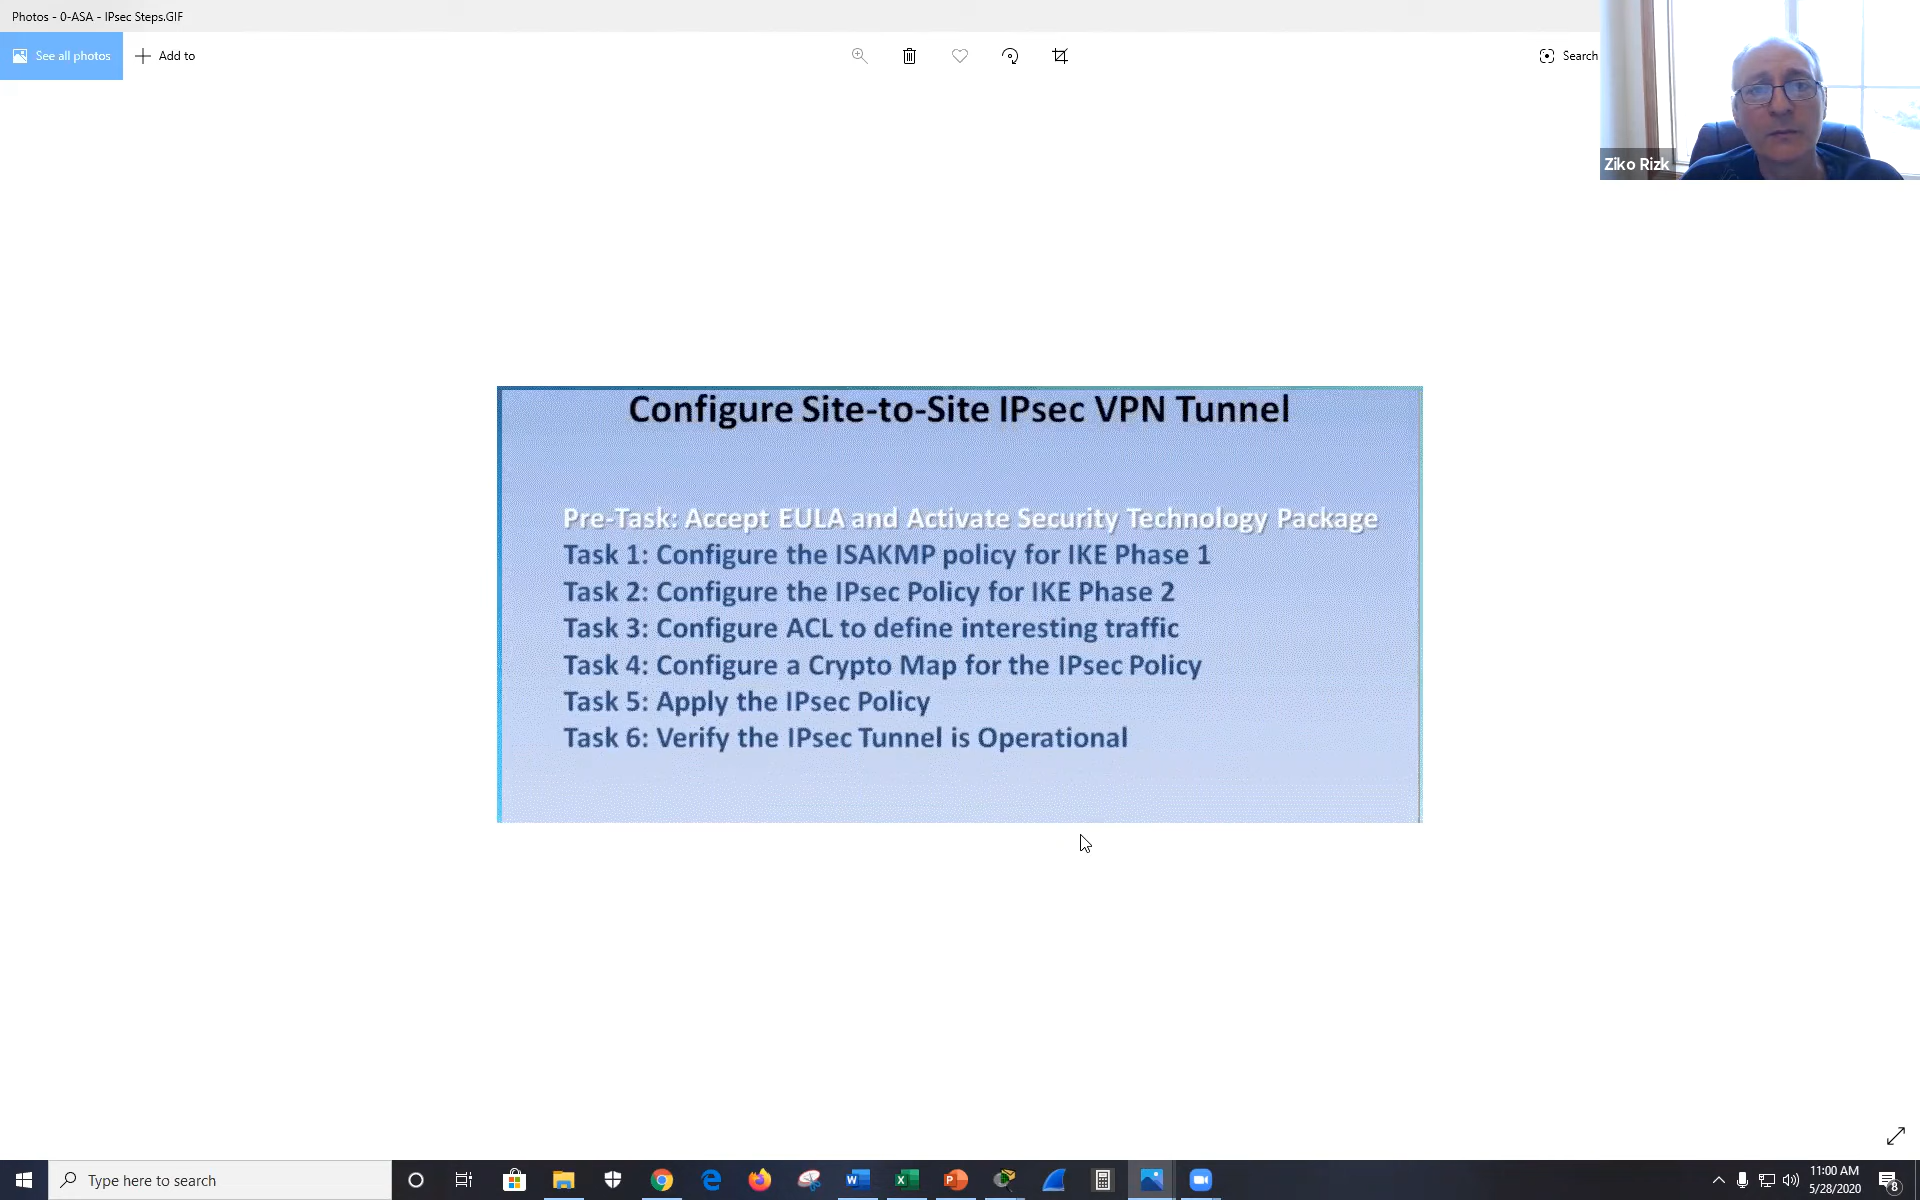 Photos - 0-ASA - IPsec Steps.GIF
See all photos
Add to
Search
Ziko Rizk
Configure Site-to-Site IPsec VPN Tunnel
Pre-Task: Accept EULA and Activate Security Technology Package
Task 1: Configure the ISAKMP policy for IKE Phase 1
Task 2: Configure the IPsec Policy for IKE Phase 2
Task 3: Configure ACL to define interesting traffic
Task 4: Configure a Crypto Map for the IPsec Policy
Task 5: Apply the IPsec Policy
Task 6: Verify the IPsec Tunnel is Operational
Type here to search
11:00 AM
5/28/2020
8